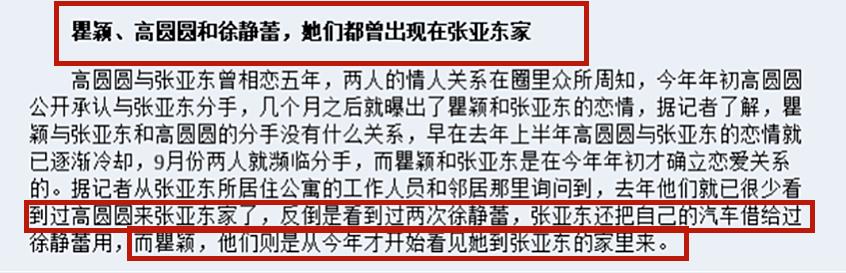 瞿颖、高圆圆和徐静蕾，她们都曾出现在张亚东家
高圆圆与张亚东曾相恋五年，两人的情人关系在圈里众所周知，今年年初高圆圆
公开承认与张亚东分手，几个月之后就曝出了瞿颖和张亚东的恋情，据记者了解，瞿
颖与张亚东和高圆圆的分手没有什么关系，早在去年上半年高圆圆与张亚东的恋情就
已逐渐冷却，9月份两人就濒临分手，而瞿颖和张亚东是在今年年初才确立恋爱关系
的。据记者从张亚东所居住公寓的工作人员和邻居那里询问到，去年他们就已很少看
到过高圆圆来张亚东家了，反倒是看到过两次徐静蕾，张亚东还把自己的汽车借给过
徐静蕾用，而瞿颖，他们则是从今年才开始看见她到张亚东的家里来。